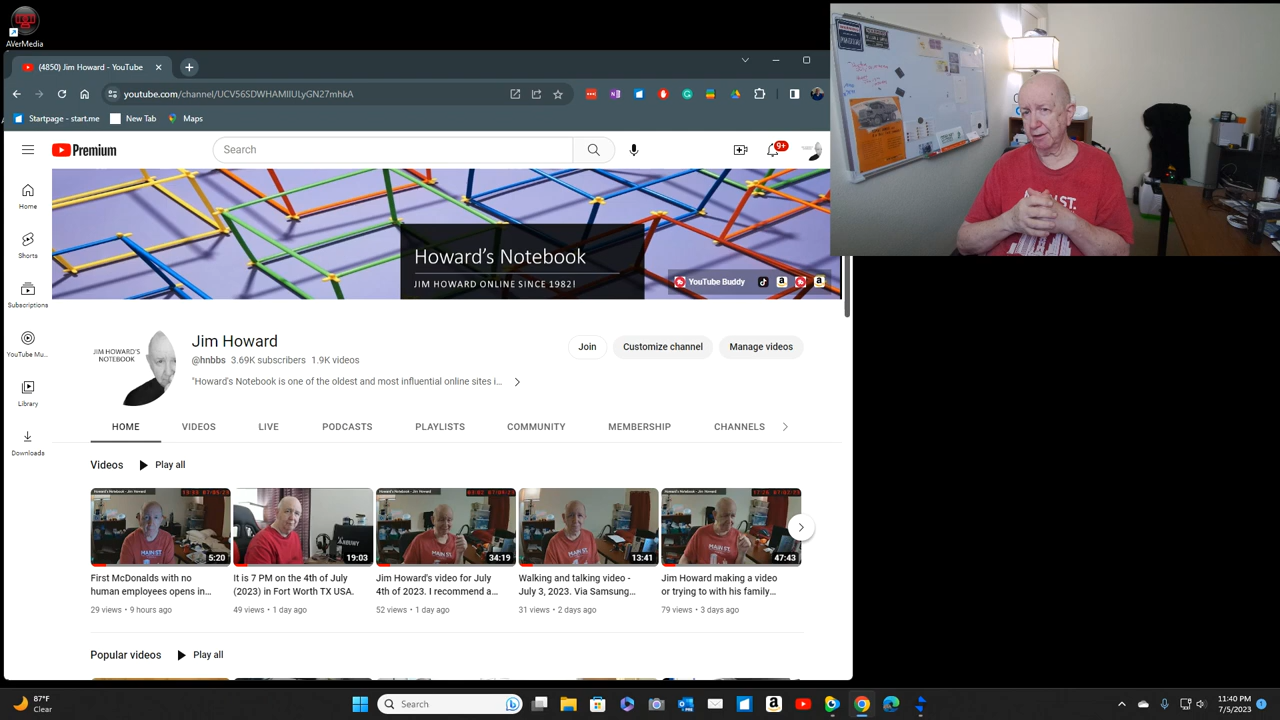 AVerMedia
(4850) Jim Howard - YouTube
youtube.com/channel/UCV56SDWHAMIIULyGN27mhkA
Startpage - start.me
New Tab
Maps
Premium
Search
9+
Home
Shorts
Subscriptions
YouTube Mu...
Library
Downloads
Howard's Notebook
JIM HOWARD ONLINE SINCE 1982!
YouTube Buddy
JIM HOWARD'S
NOTEBOOK
Jim Howard
@hnbbs 3.69K subscribers 1.9K videos
"Howard's Notebook is one of the oldest and most influential online sites i...
Join
Customize channel
Manage videos
HOME
VIDEOS
LIVE
PODCASTS
PLAYLISTS
COMMUNITY
MEMBERSHIP
CHANNELS
Videos
Play all
5:20
First McDonalds with no
human employees opens in...
29 views • 9 hours ago
19:03
It is 7 PM on the 4th of July
(2023) in Fort Worth TX USA.
49 views • 1 day ago
34:19
Jim Howard's video for July
4th of 2023. I recommend a...
52 views • 1 day ago
13:41
Walking and talking video -
July 3, 2023. Via Samsung...
31 views • 2 days ago
47:43
Jim Howard making a video
or trying to with his family...
79 views • 3 days ago
Popular videos
Play all
MAIN ST.
87°F
Clear
Search
11:40 PM
7/5/2023